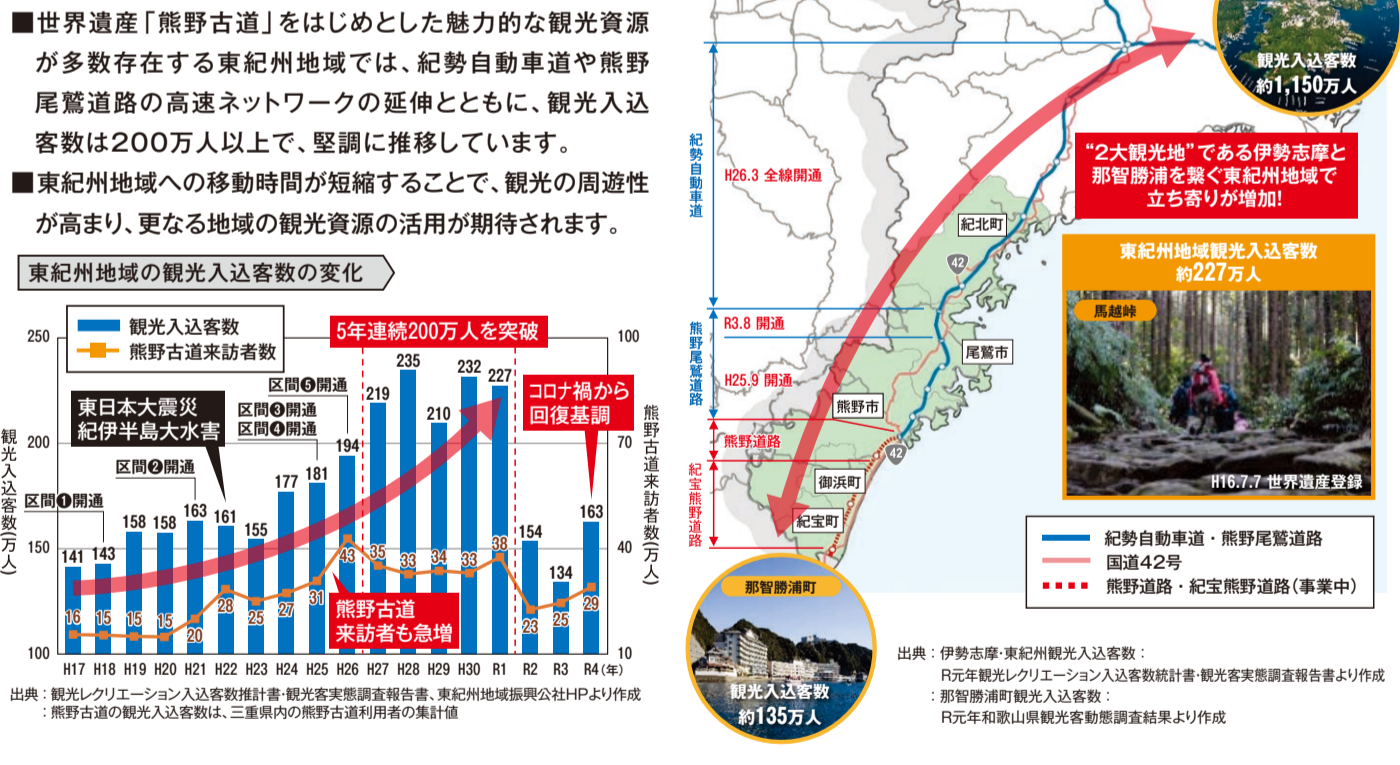 ■世界遺産「熊野古道」をはじめとした魅力的な観光資源
が多数存在する東紀州地域では、紀勢自動車道や熊野
尾鷲道路の高速ネットワークの延伸とともに、観光入込
客数は200万人以上で、堅調に推移しています。
■東紀州地域への移動時間が短縮することで、観光の周遊性
が高まり、更なる地域の観光資源の活用が期待されます。
東紀州地域の観光入込客数の変化
観光入込客数
熊野古道来訪者数
5年連続200万人を突破
コロナ禍から
回復基調
東日本大震災
紀伊半島大水害
区間❶開通
区間❷開通
区間❸開通
区間❹開通
区間❺開通
熊野古道
来訪者も急増
観光入込客数(万人)
250
200
150
100
熊野古道来訪者数(万人)
100
70
40
10
141 143 158 158 163 161 155 177 181 194 219 235 210 232 227 154 134 163
16 15 15 15 20 28 25 27 31 43 35 33 34 33 38 23 25 29
H17 H18 H19 H20 H21 H22 H23 H24 H25 H26 H27 H28 H29 H30 R1 R2 R3 R4(年)
出典：観光レクリエーション入込客数推計書・観光客実態調査報告書、東紀州地域振興公社HPより作成
：熊野古道の観光入込客数は、三重県内の熊野古道利用者の集計値
観光入込客数
約1,150万人
紀勢自動車道
H26.3 全線開通
熊野尾鷲道路
R3.8 開通
H25.9 開通
熊野道路
紀宝熊野道路
紀北町
42
尾鷲市
熊野市
42
御浜町
紀宝町
“2大観光地”である伊勢志摩と
那智勝浦を繋ぐ東紀州地域で
立ち寄りが増加!
東紀州地域観光入込客数
約227万人
馬越峠
H16.7.7 世界遺産登録
紀勢自動車道・熊野尾鷲道路
国道42号
熊野道路・紀宝熊野道路(事業中)
那智勝浦町
観光入込客数
約135万人
出典：伊勢志摩・東紀州観光入込客数：
R元年観光レクリエーション入込客数統計書・観光客実態調査報告書より作成
：那智勝浦町観光入込客数：
R元年和歌山県観光客動態調査結果より作成